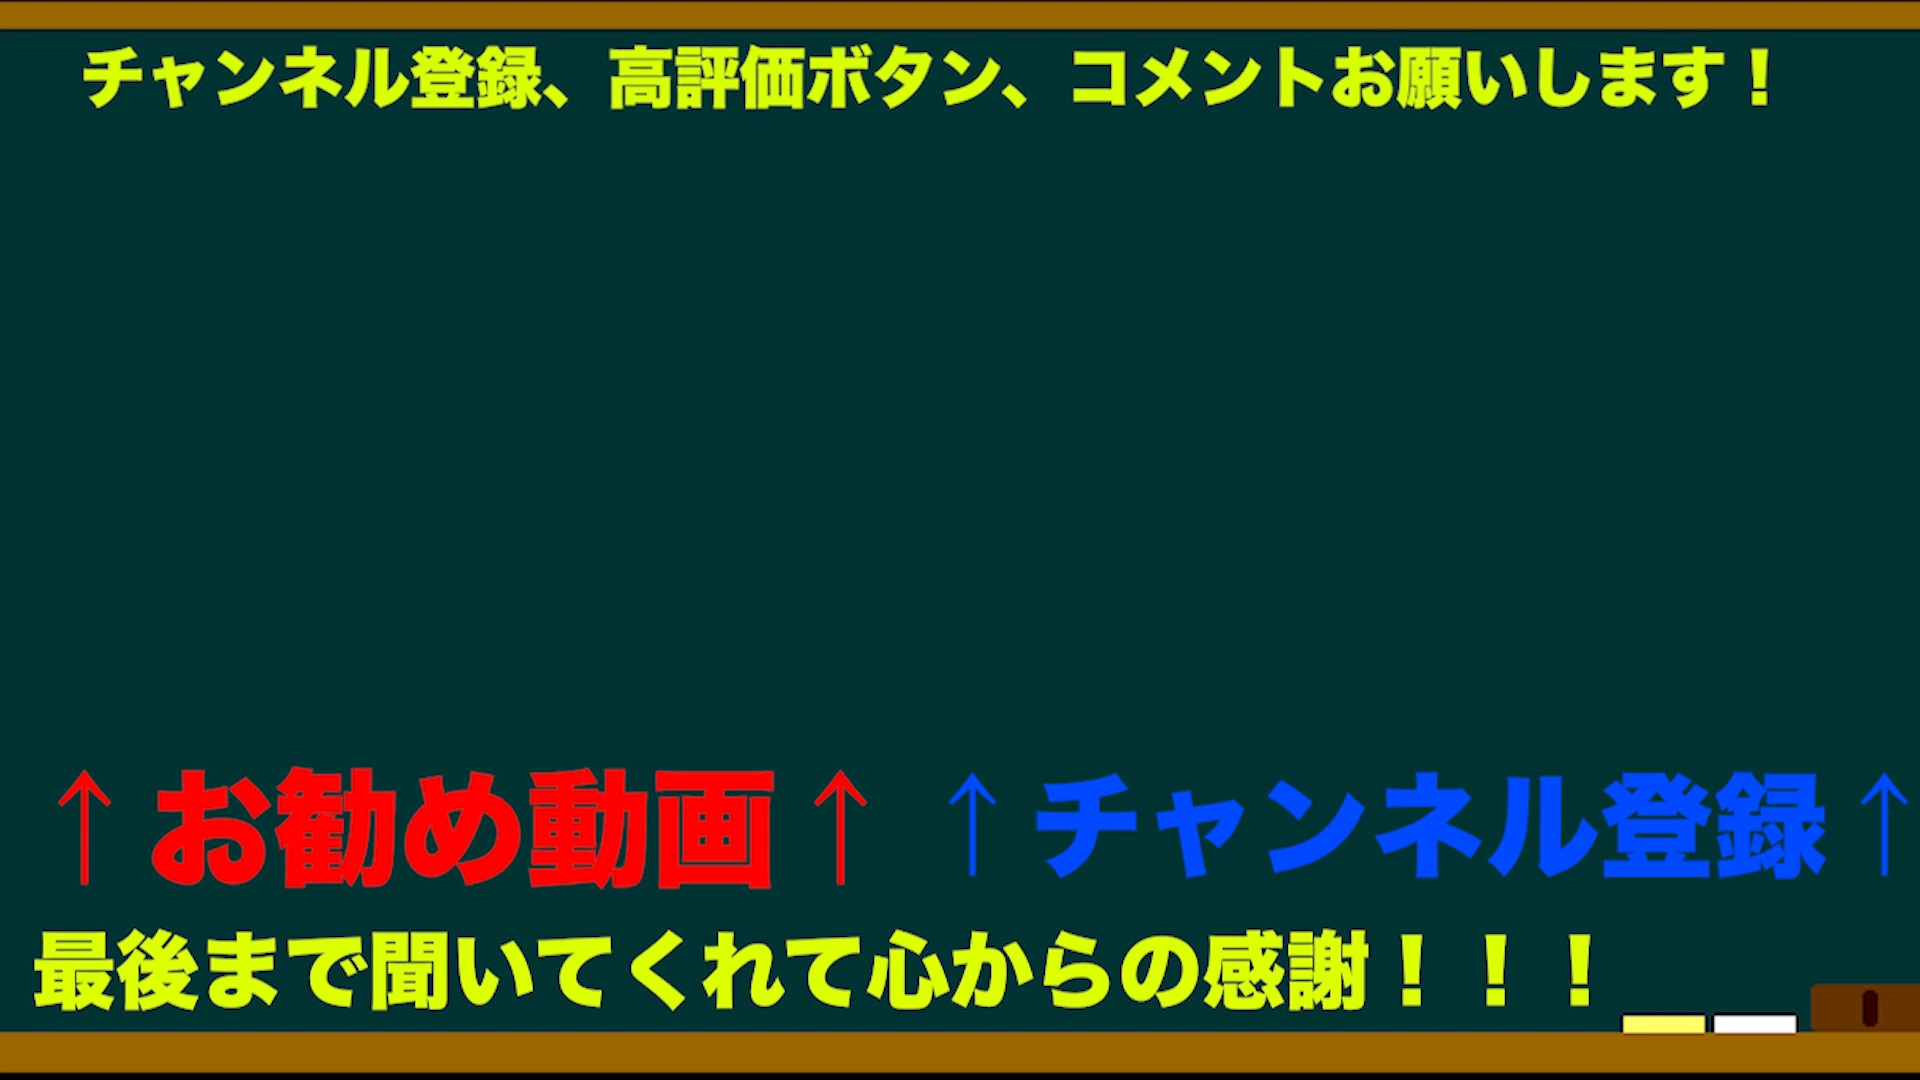 チャンネル登録、高評価ボタン、コメントお願いします！
↑お勧め動画↑ ↑チャンネル登録↑
最後まで聞いてくれて心からの感謝！！！